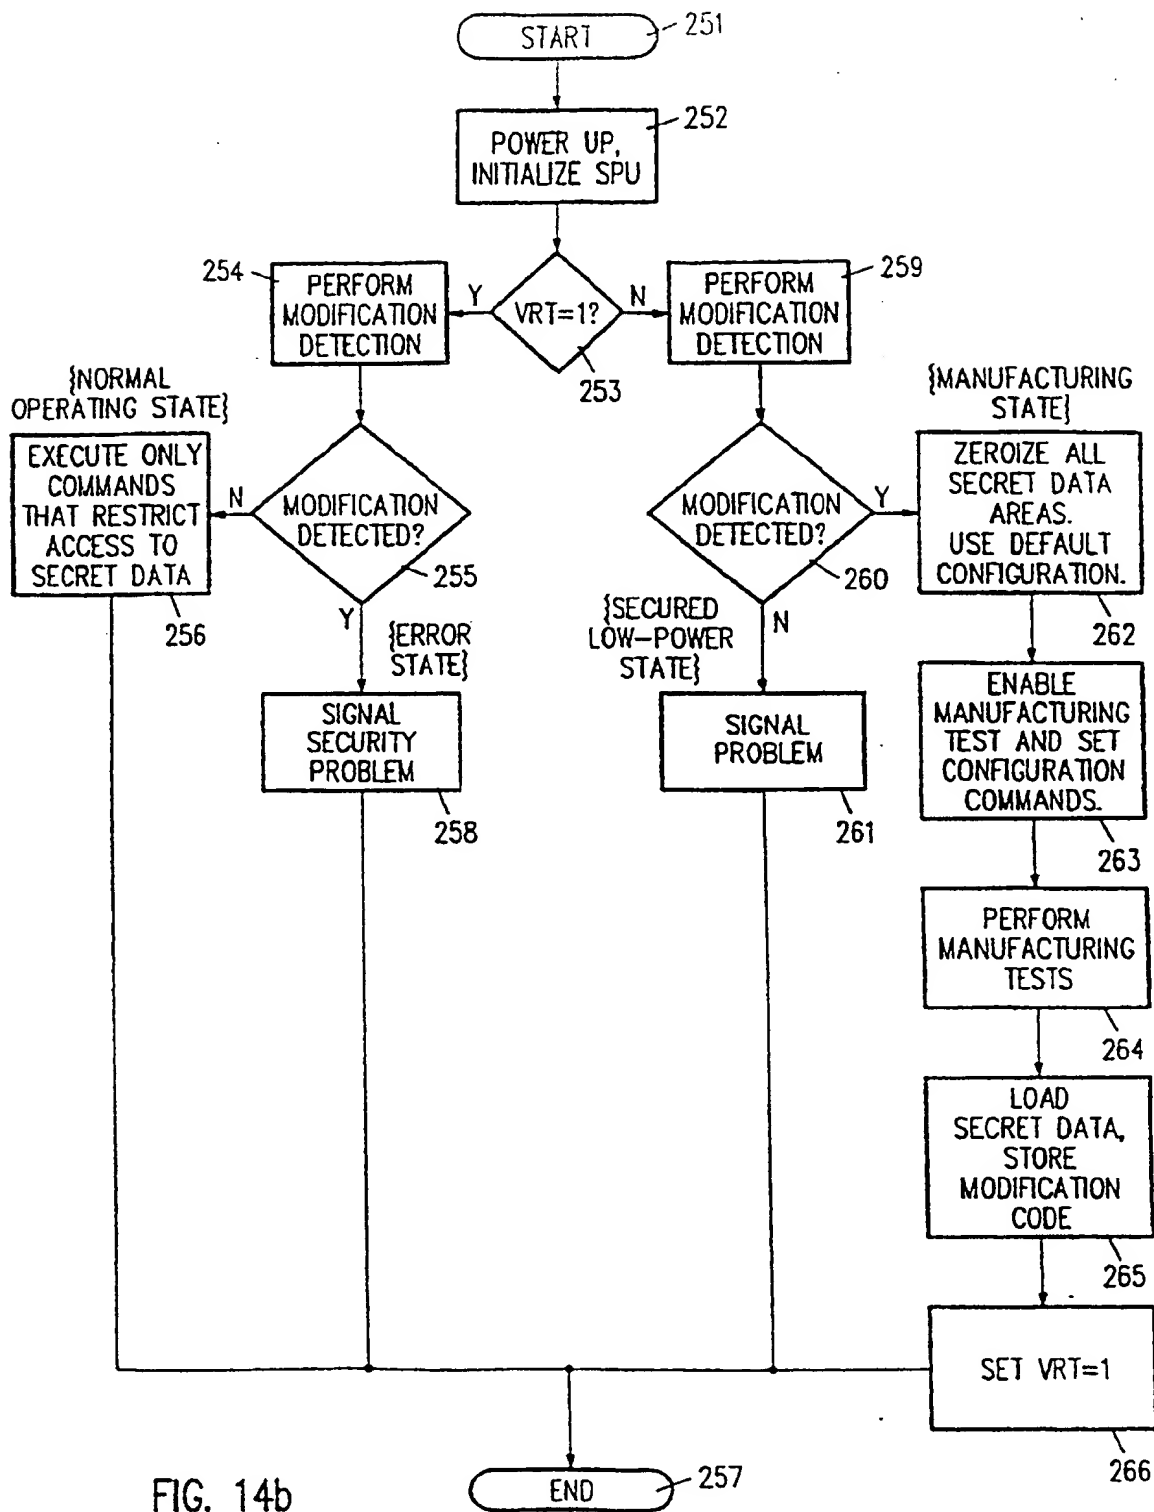 START
251
POWER UP,
INITIALIZE SPU
252
254
PERFORM
MODIFICATION
DETECTION
Y
VRT=1?
N
253
PERFORM
MODIFICATION
DETECTION
259
{NORMAL
OPERATING STATE}
EXECUTE ONLY
COMMANDS
THAT RESTRICT
ACCESS TO
SECRET DATA
256
N
MODIFICATION
DETECTED?
255
Y
{ERROR
STATE}
SIGNAL
SECURITY
PROBLEM
258
MODIFICATION
DETECTED?
260
Y
N
{SECURED
LOW-POWER
STATE}
SIGNAL
PROBLEM
261
{MANUFACTURING
STATE}
ZEROIZE ALL
SECRET DATA
AREAS.
USE DEFAULT
CONFIGURATION.
262
ENABLE
MANUFACTURING
TEST AND SET
CONFIGURATION
COMMANDS.
263
PERFORM
MANUFACTURING
TESTS
264
LOAD
SECRET DATA,
STORE
MODIFICATION
CODE
265
SET VRT=1
266
END
257
FIG. 14b